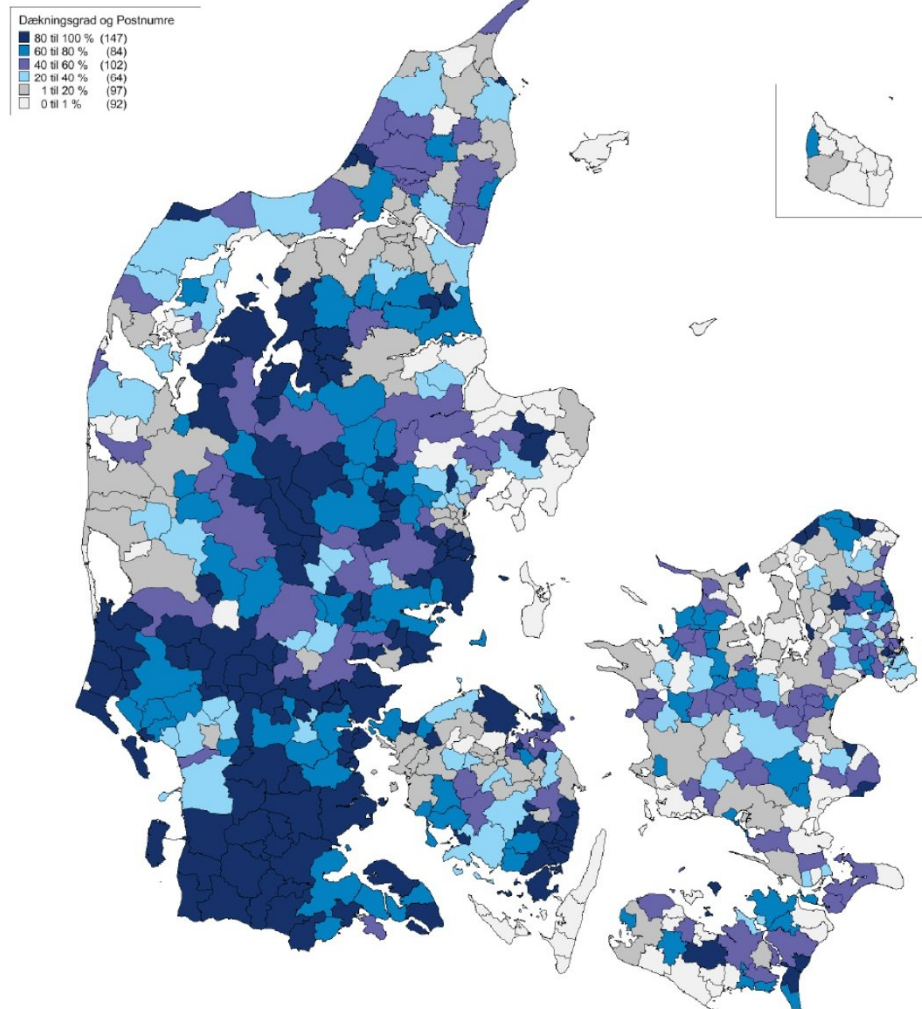 Dækningsgrad og Postnumre
80 til 100 % (147)
60 til 80 % (84)
40 til 60 % (102)
20 til 40 % (64)
1 til 20 % (97)
0 til 1 % (92)